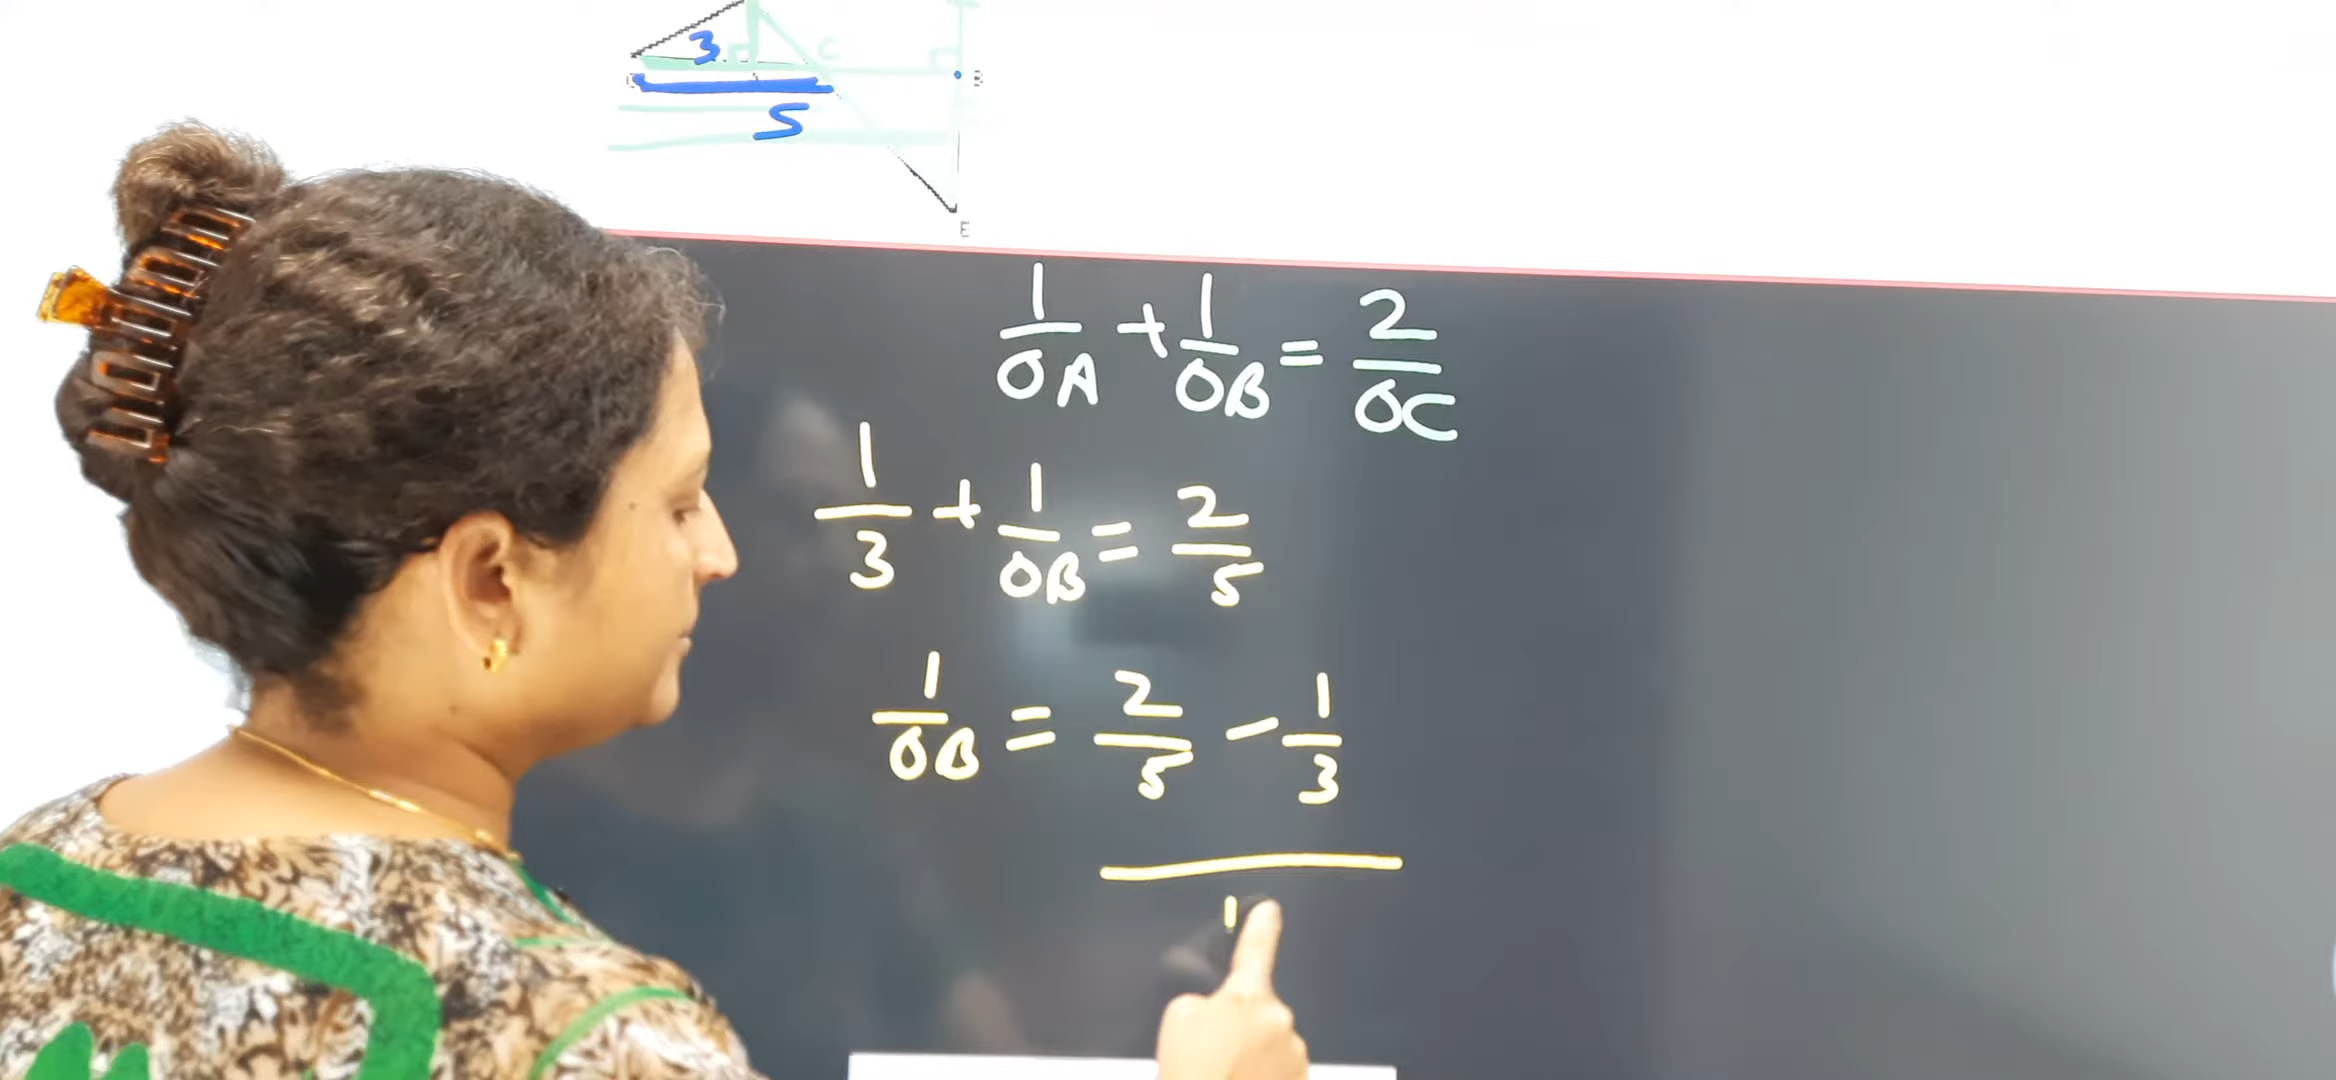 3
C
B
5
E
1/OA + 1/OB = 2/OC
1/3 + 1/OB = 2/5
1/OB = 2/5 - 1/3
1